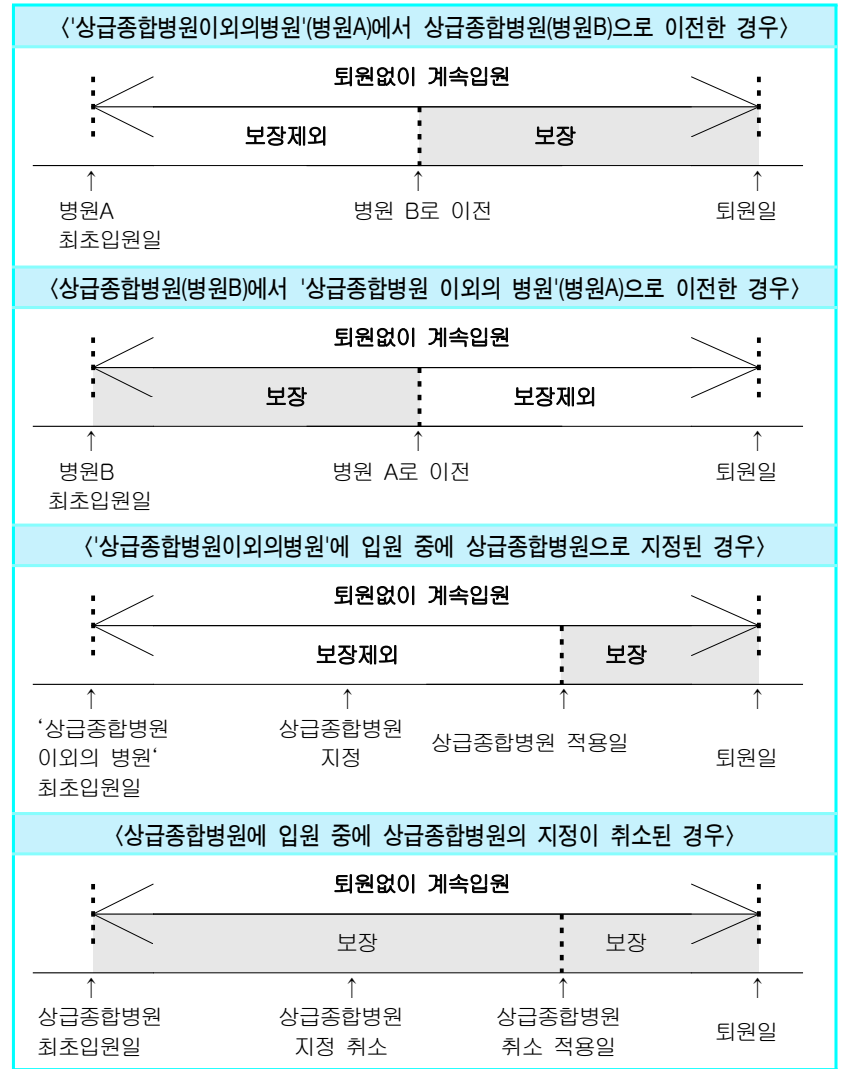 〈'상급종합병원이외의병원'(병원A)에서 상급종합병원(병원B)으로 이전한 경우〉
퇴원없이 계속입원
보장제외 보장
↑ ↑ ↑
병원A 병원 B로 이전 퇴원일
최초입원일
〈상급종합병원(병원B)에서 '상급종합병원 이외의 병원'(병원A)으로 이전한 경우〉
퇴원없이 계속입원
보장 보장제외
↑ ↑ ↑
병원B 병원 A로 이전 퇴원일
최초입원일
〈'상급종합병원이외의병원'에 입원 중에 상급종합병원으로 지정된 경우〉
퇴원없이 계속입원
보장제외 보장
↑ ↑ ↑ ↑
‘상급종합병원 상급종합병원 상급종합병원 적용일
이외의 병원‘ 지정 퇴원일
최초입원일
〈상급종합병원에 입원 중에 상급종합병원의 지정이 취소된 경우〉
퇴원없이 계속입원
보장 보장
↑ ↑ ↑ ↑
상급종합병원 상급종합병원 상급종합병원 퇴원일
최초입원일 지정 취소 취소 적용일